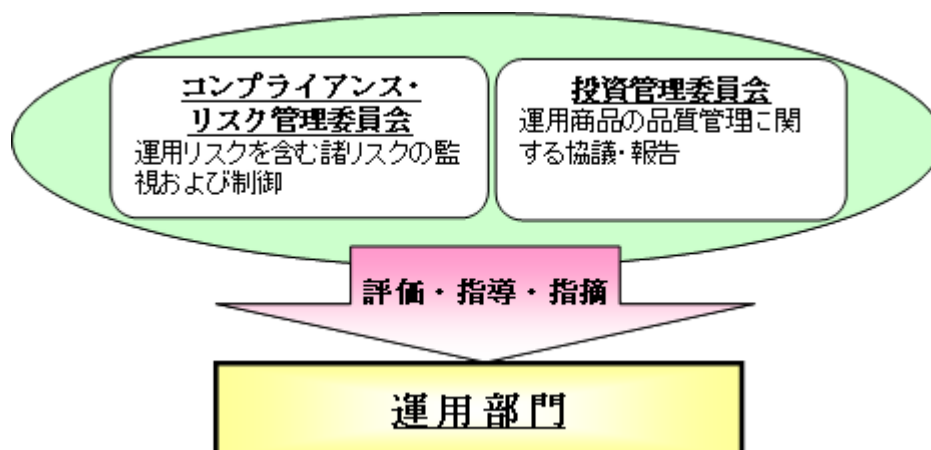 コンプライアンス・
リスク管理委員会
運用リスクを含む諸リスクの監
視および制御
投資管理委員会
運用商品の品質管理に関
する協議・報告
評価・指導・指摘
運用部門